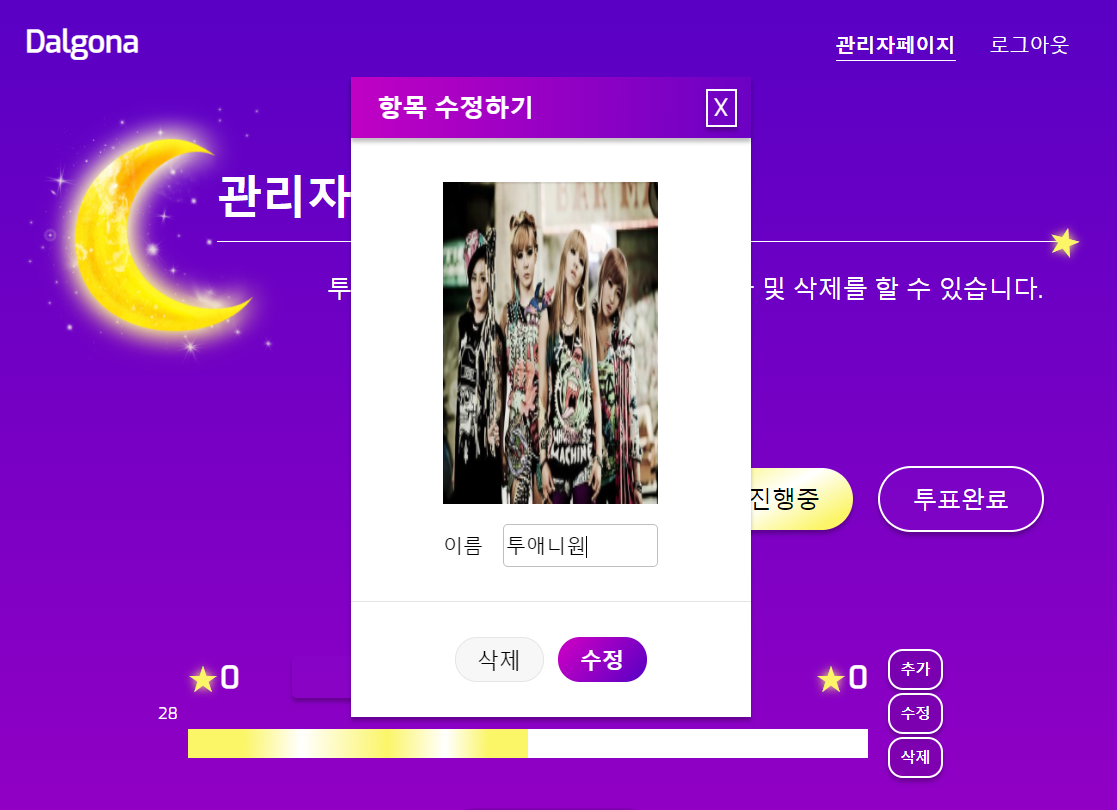 Dalgona
관리자페이지
로그아웃
항목 수정하기
X
관리자
투
및 삭제를 할 수 있습니다.
이름
투애니원
진행중
투표완료
삭제
수정
0
0
28
추가
수정
삭제